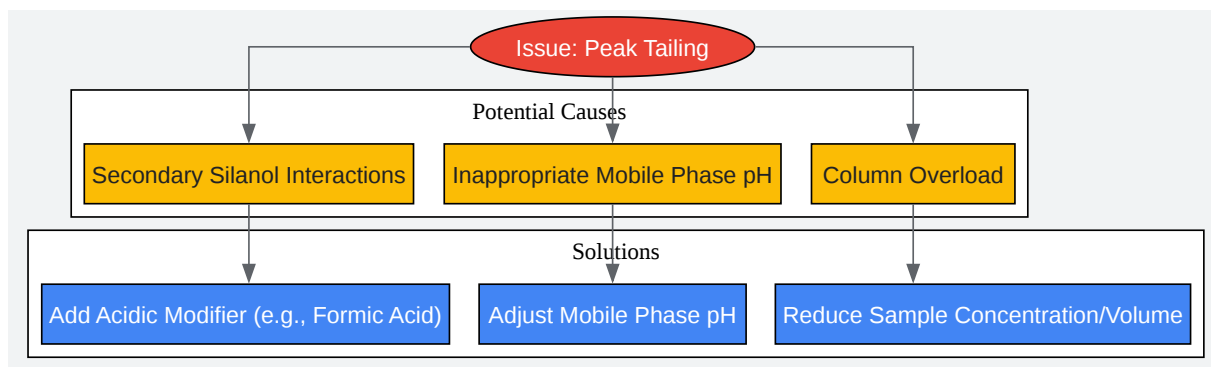 Issue: Peak Tailing
Potential Causes
Secondary Silanol Interactions
Inappropriate Mobile Phase pH
Column Overload
Solutions
Add Acidic Modifier (e.g., Formic Acid)
Adjust Mobile Phase pH
Reduce Sample Concentration/Volume